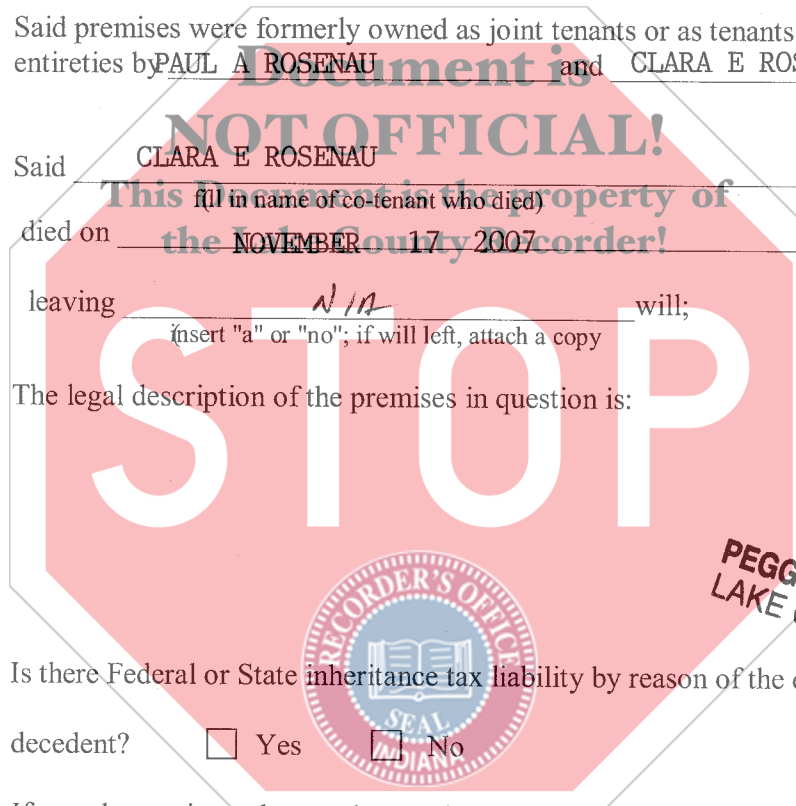 Said premises were formerly owned as joint tenants or as tenants
entireties by PAUL A ROSENAU and CLARA E
Document is
NOT OFFICIAL!
Said CLARA E ROSENAU
This Document is the property of
fill in name of co-tenant who died)
died on NOVEMBER 17 2007
the Lake County Recorder!
leaving N/A will;
insert "a" or "no"; if will left, attach a copy
The legal description of the premises in question is:
STOP
LAKE
RECORDER'S OFFICE
Is there Federal or State inheritance tax liability by reason of the
SEAL
INDIANA
decedent? Yes No